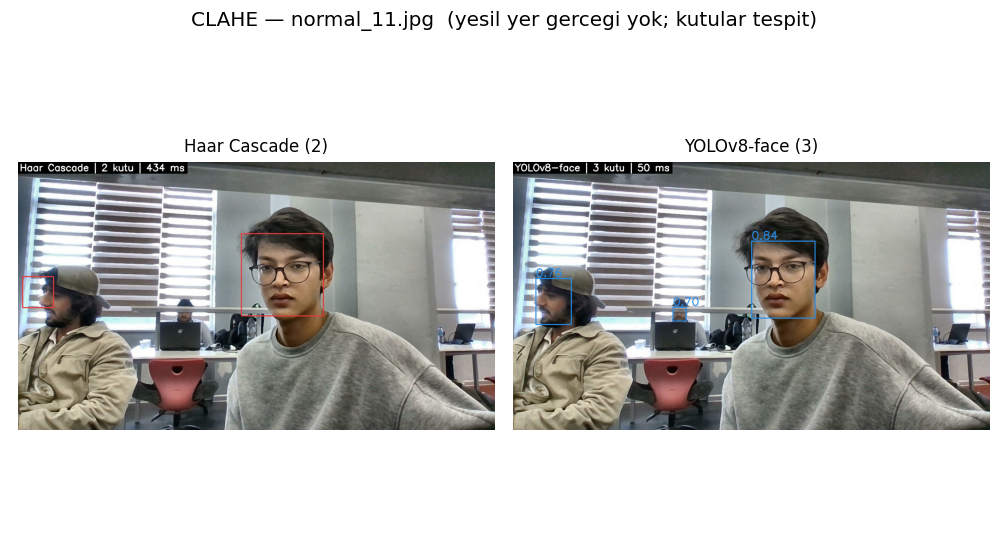 CLAHE — normal_11.jpg  (yesil yer gercegi yok; kutular tespit)
Haar Cascade (2)
YOLOv8-face (3)
Haar Cascade | 2 kutu | 434 ms
YOLOv8-face | 3 kutu | 50 ms
0.84
0.70